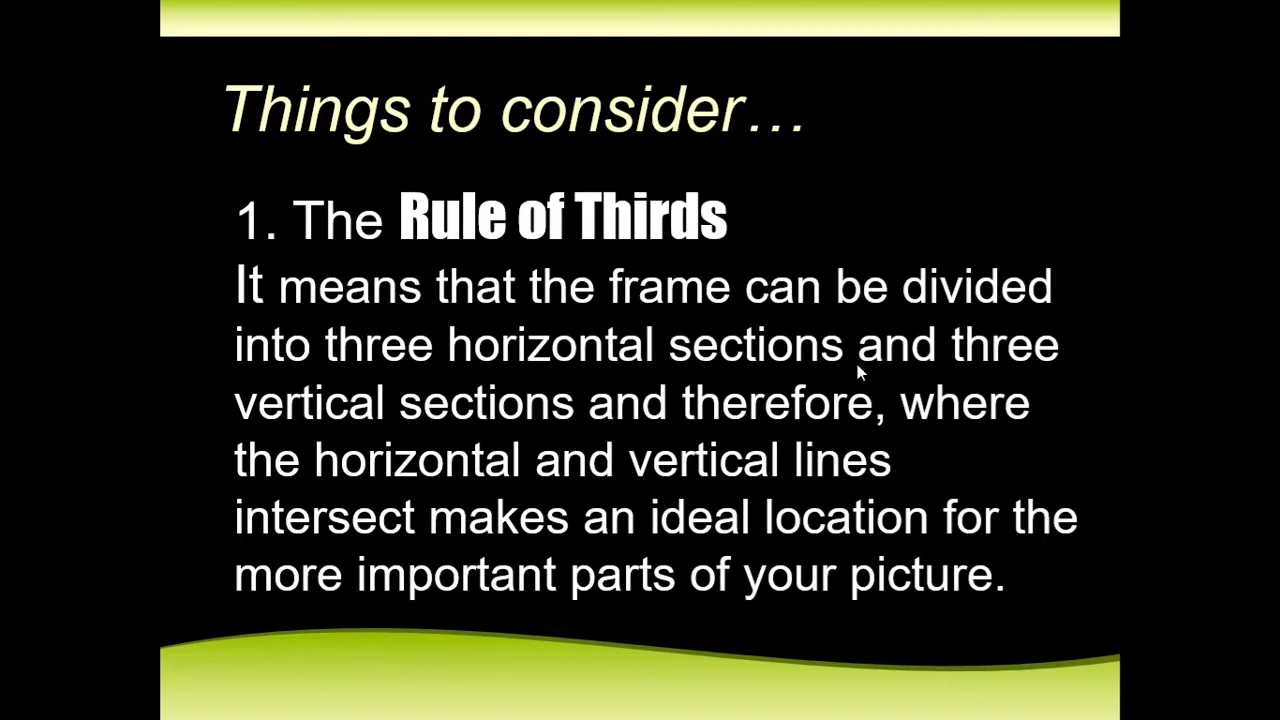 Things to consider…
1. The Rule of Thirds
It means that the frame can be divided
into three horizontal sections and three
vertical sections and therefore, where
the horizontal and vertical lines
intersect makes an ideal location for the
more important parts of your picture.